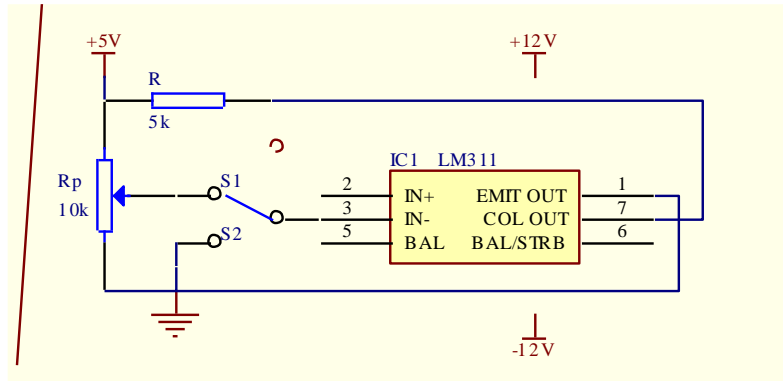 +5V
+12V
R
5k
IC1 LM311
Rp
10k
S1
S2
2 IN+ EMIT OUT 1
3 IN- COL OUT 7
5 BAL BAL/STRB 6
-12V